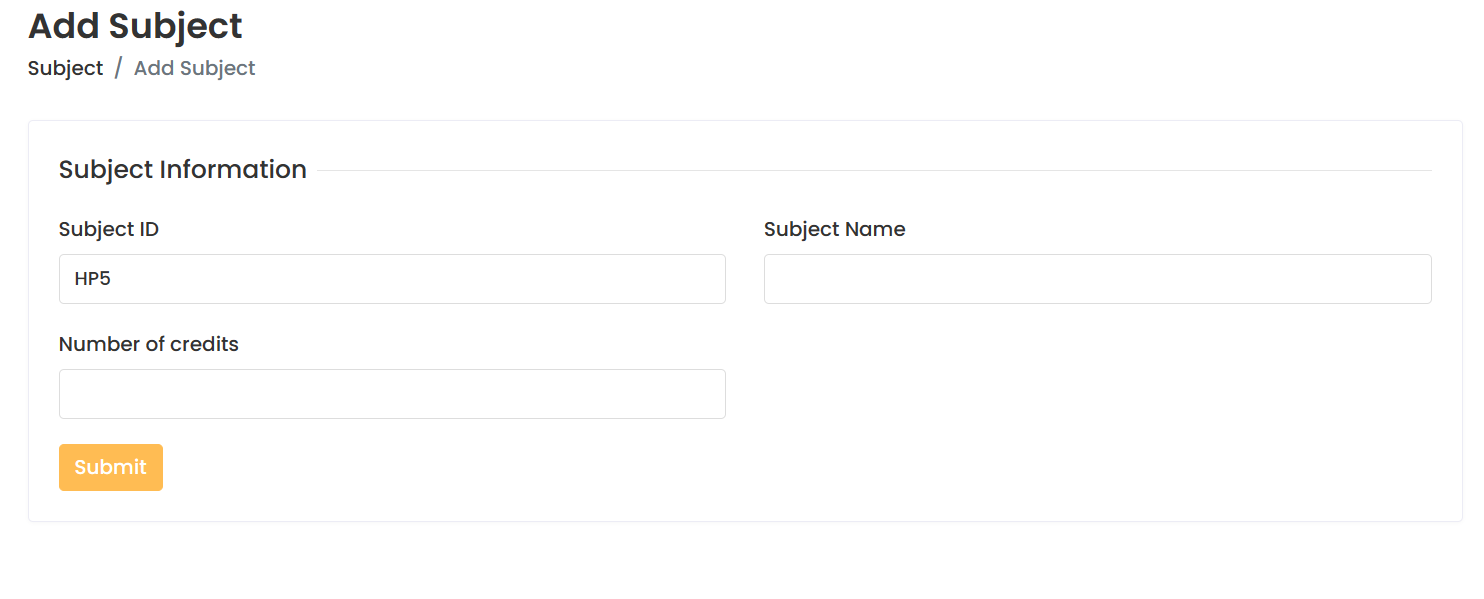 Add Subject
Subject / Add Subject
Subject Information
Subject ID
Subject Name
HP5
Number of credits
Submit